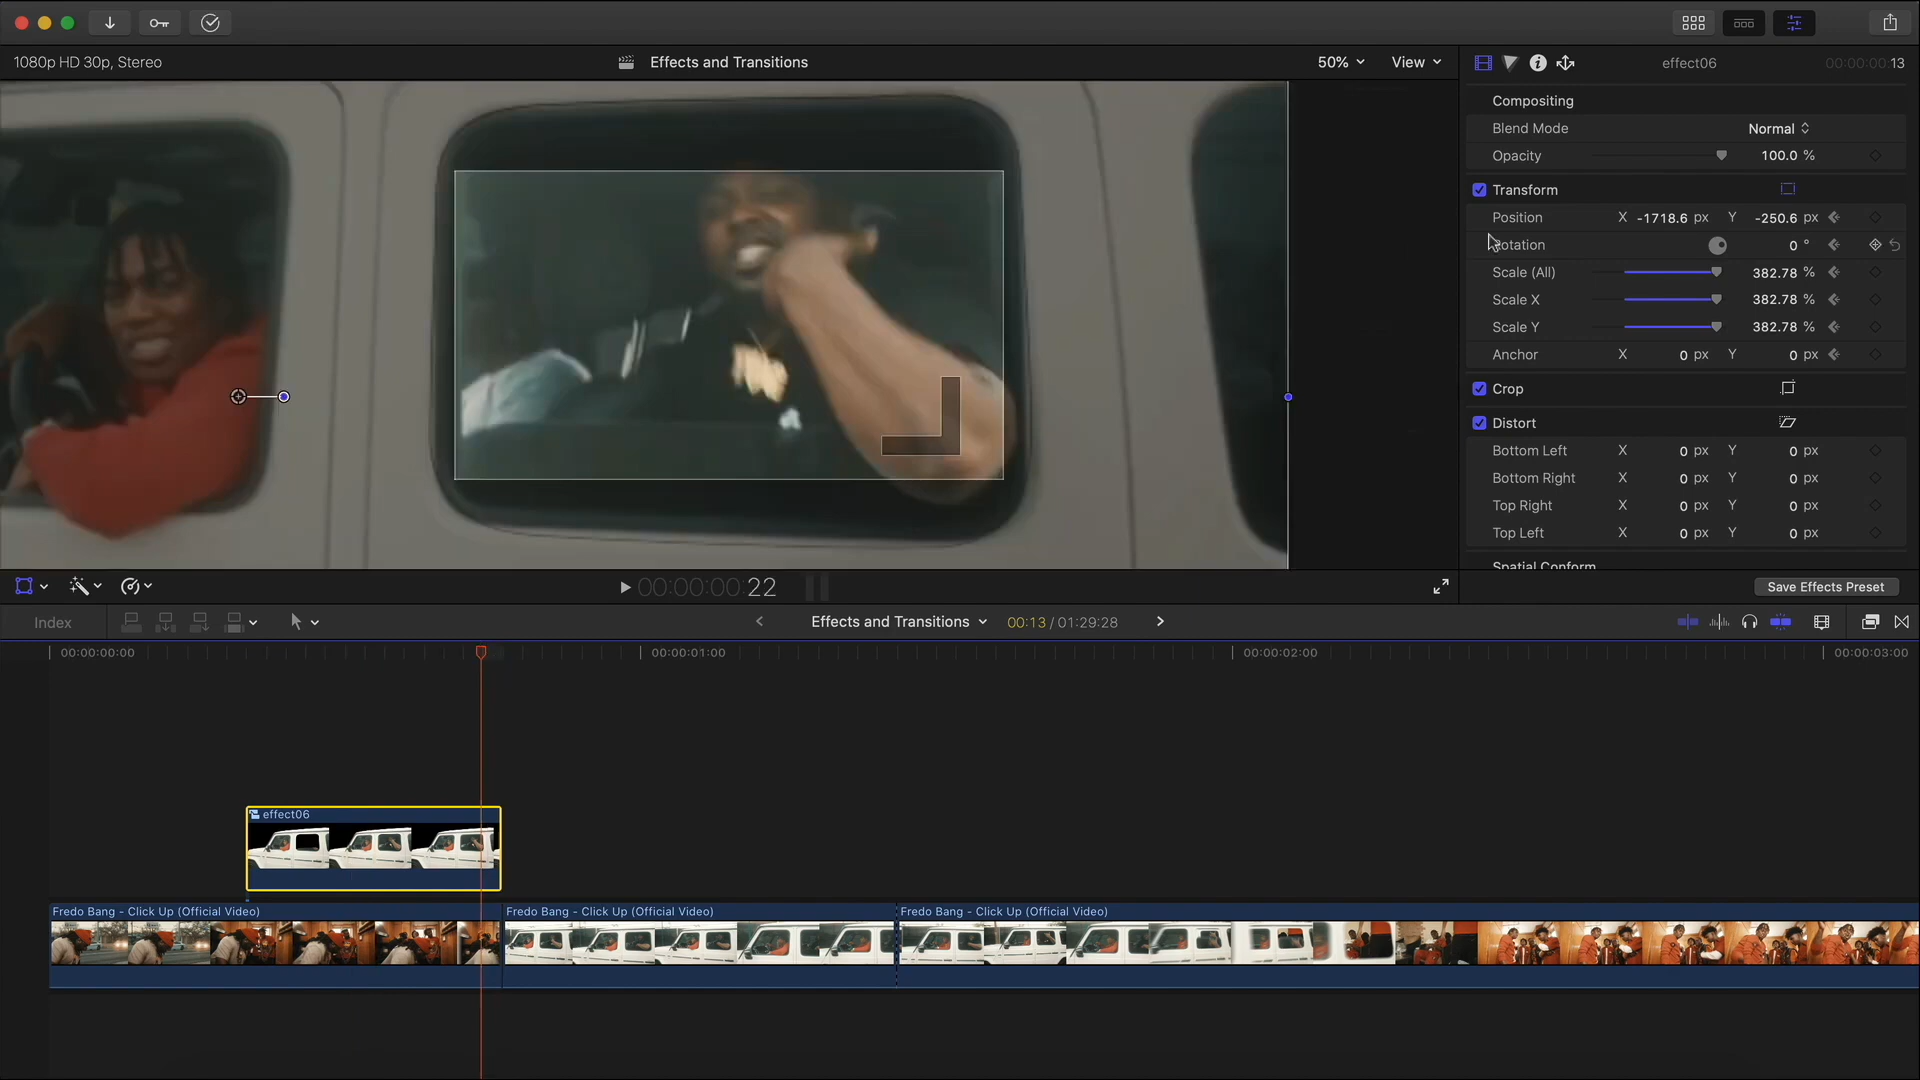 1080p HD 30p, Stereo
Effects and Transitions
50%
View
effect06
00:00:00:00:13
Compositing
Blend Mode
Normal
Opacity
100.0 %
Transform
Position X -1718.6 px Y -250.6 px
otation 0 °
Scale (All) 382.78 %
Scale X 382.78 %
Scale Y 382.78 %
Anchor X 0 px Y 0 px
Crop
Distort
Bottom Left X 0 px Y 0 px
Bottom Right X 0 px Y 0 px
Top Right X 0 px Y 0 px
Top Left X 0 px Y 0 px
Spatial Conform
00:00:00:22
Save Effects Preset
Index
Effects and Transitions
00:13 / 01:29:28
00:00:00:00
00:00:01:00
00:00:02:00
00:00:03:00
effect06
Fredo Bang - Click Up (Official Video)
Fredo Bang - Click Up (Official Video)
Fredo Bang - Click Up (Official Video)